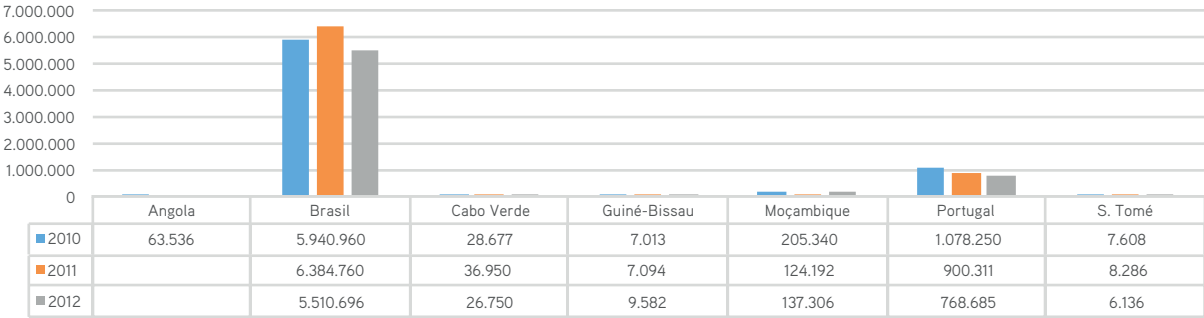 7.000.000
6.000.000
5.000.000
4.000.000
3.000.000
2.000.000
1.000.000
0
Angola Brasil Cabo Verde Guiné-Bissau Moçambique Portugal S. Tomé
2010 63.536 5.940.960 28.677 7.013 205.340 1.078.250 7.608
2011 6.384.760 36.950 7.094 124.192 900.311 8.286
2012 5.510.696 26.750 9.582 137.306 768.685 6.136